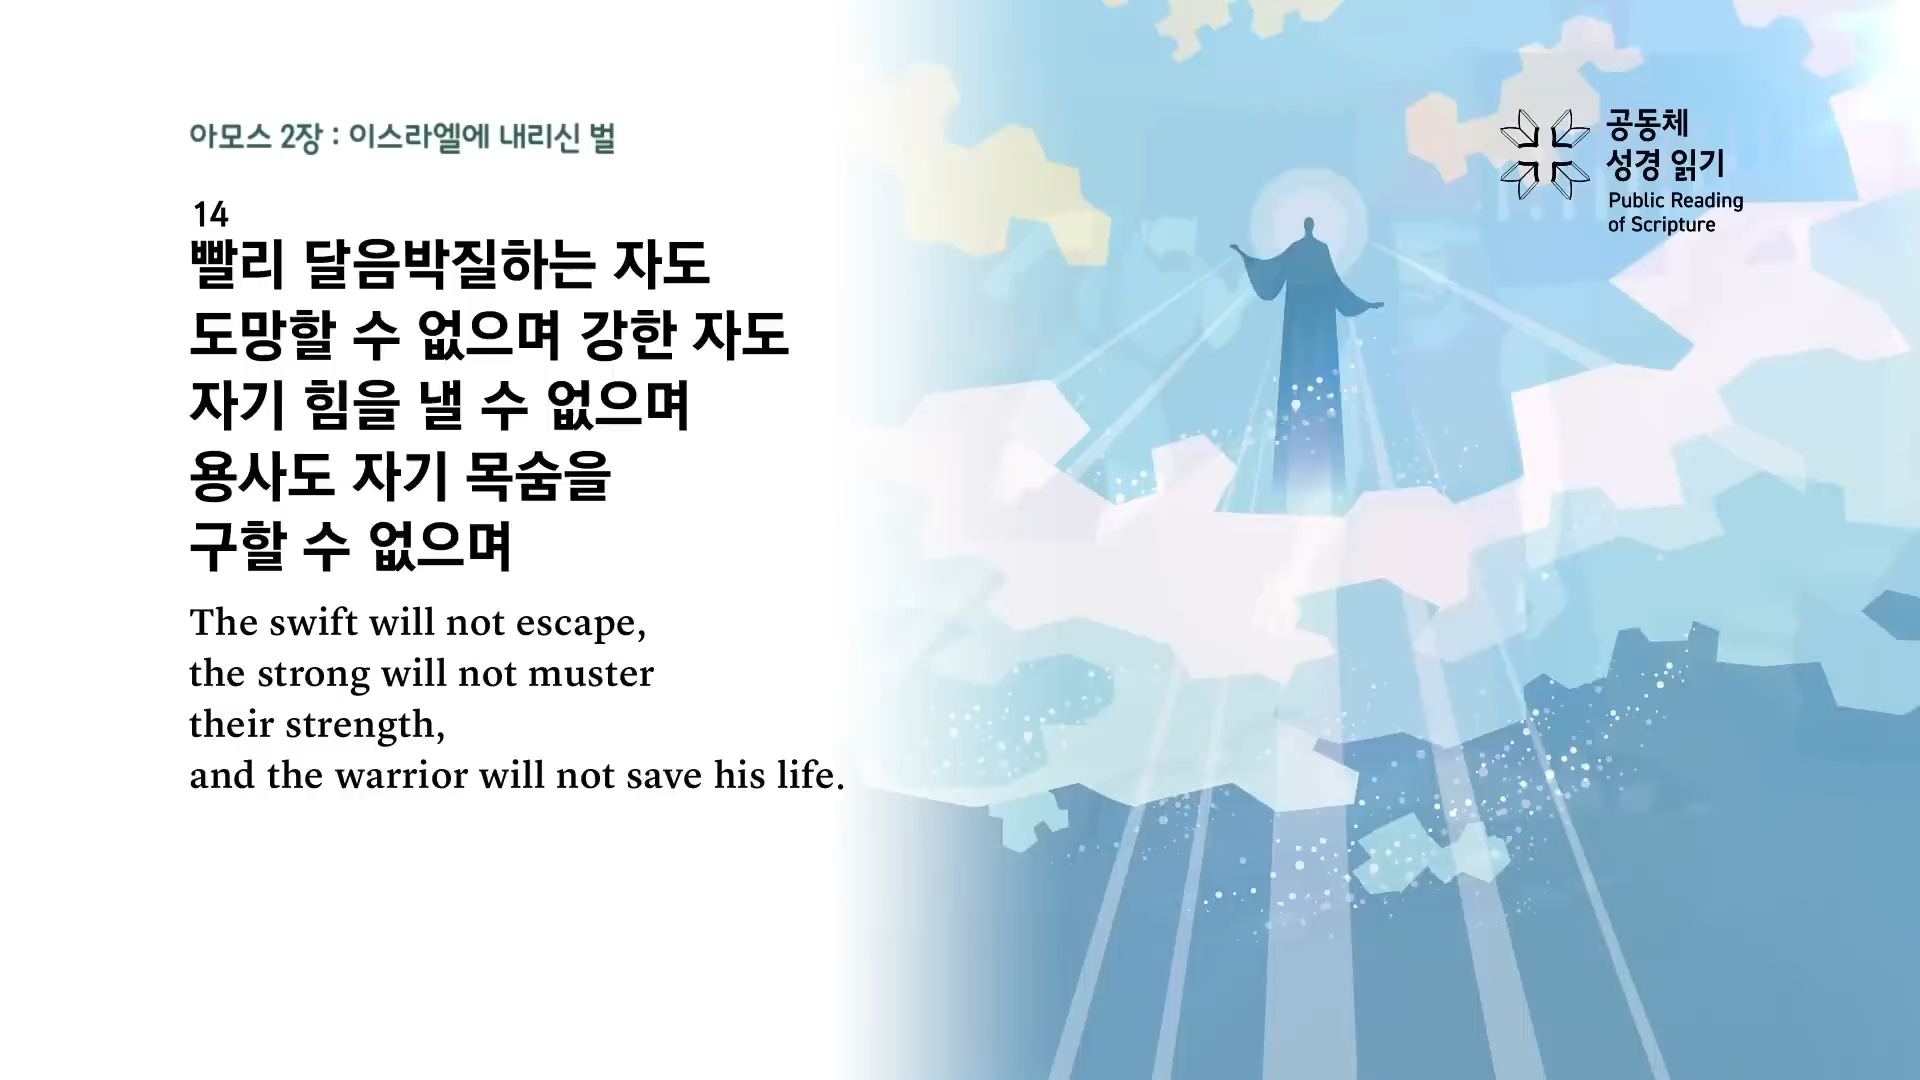 아모스 2장 : 이스라엘에 내리신 벌
14
빨리 달음박질하는 자도
도망할 수 없으며 강한 자도
자기 힘을 낼 수 없으며
용사도 자기 목숨을
구할 수 없으며
The swift will not escape,
the strong will not muster
their strength,
and the warrior will not save his life.
공동체
성경 읽기
Public Reading
of Scripture